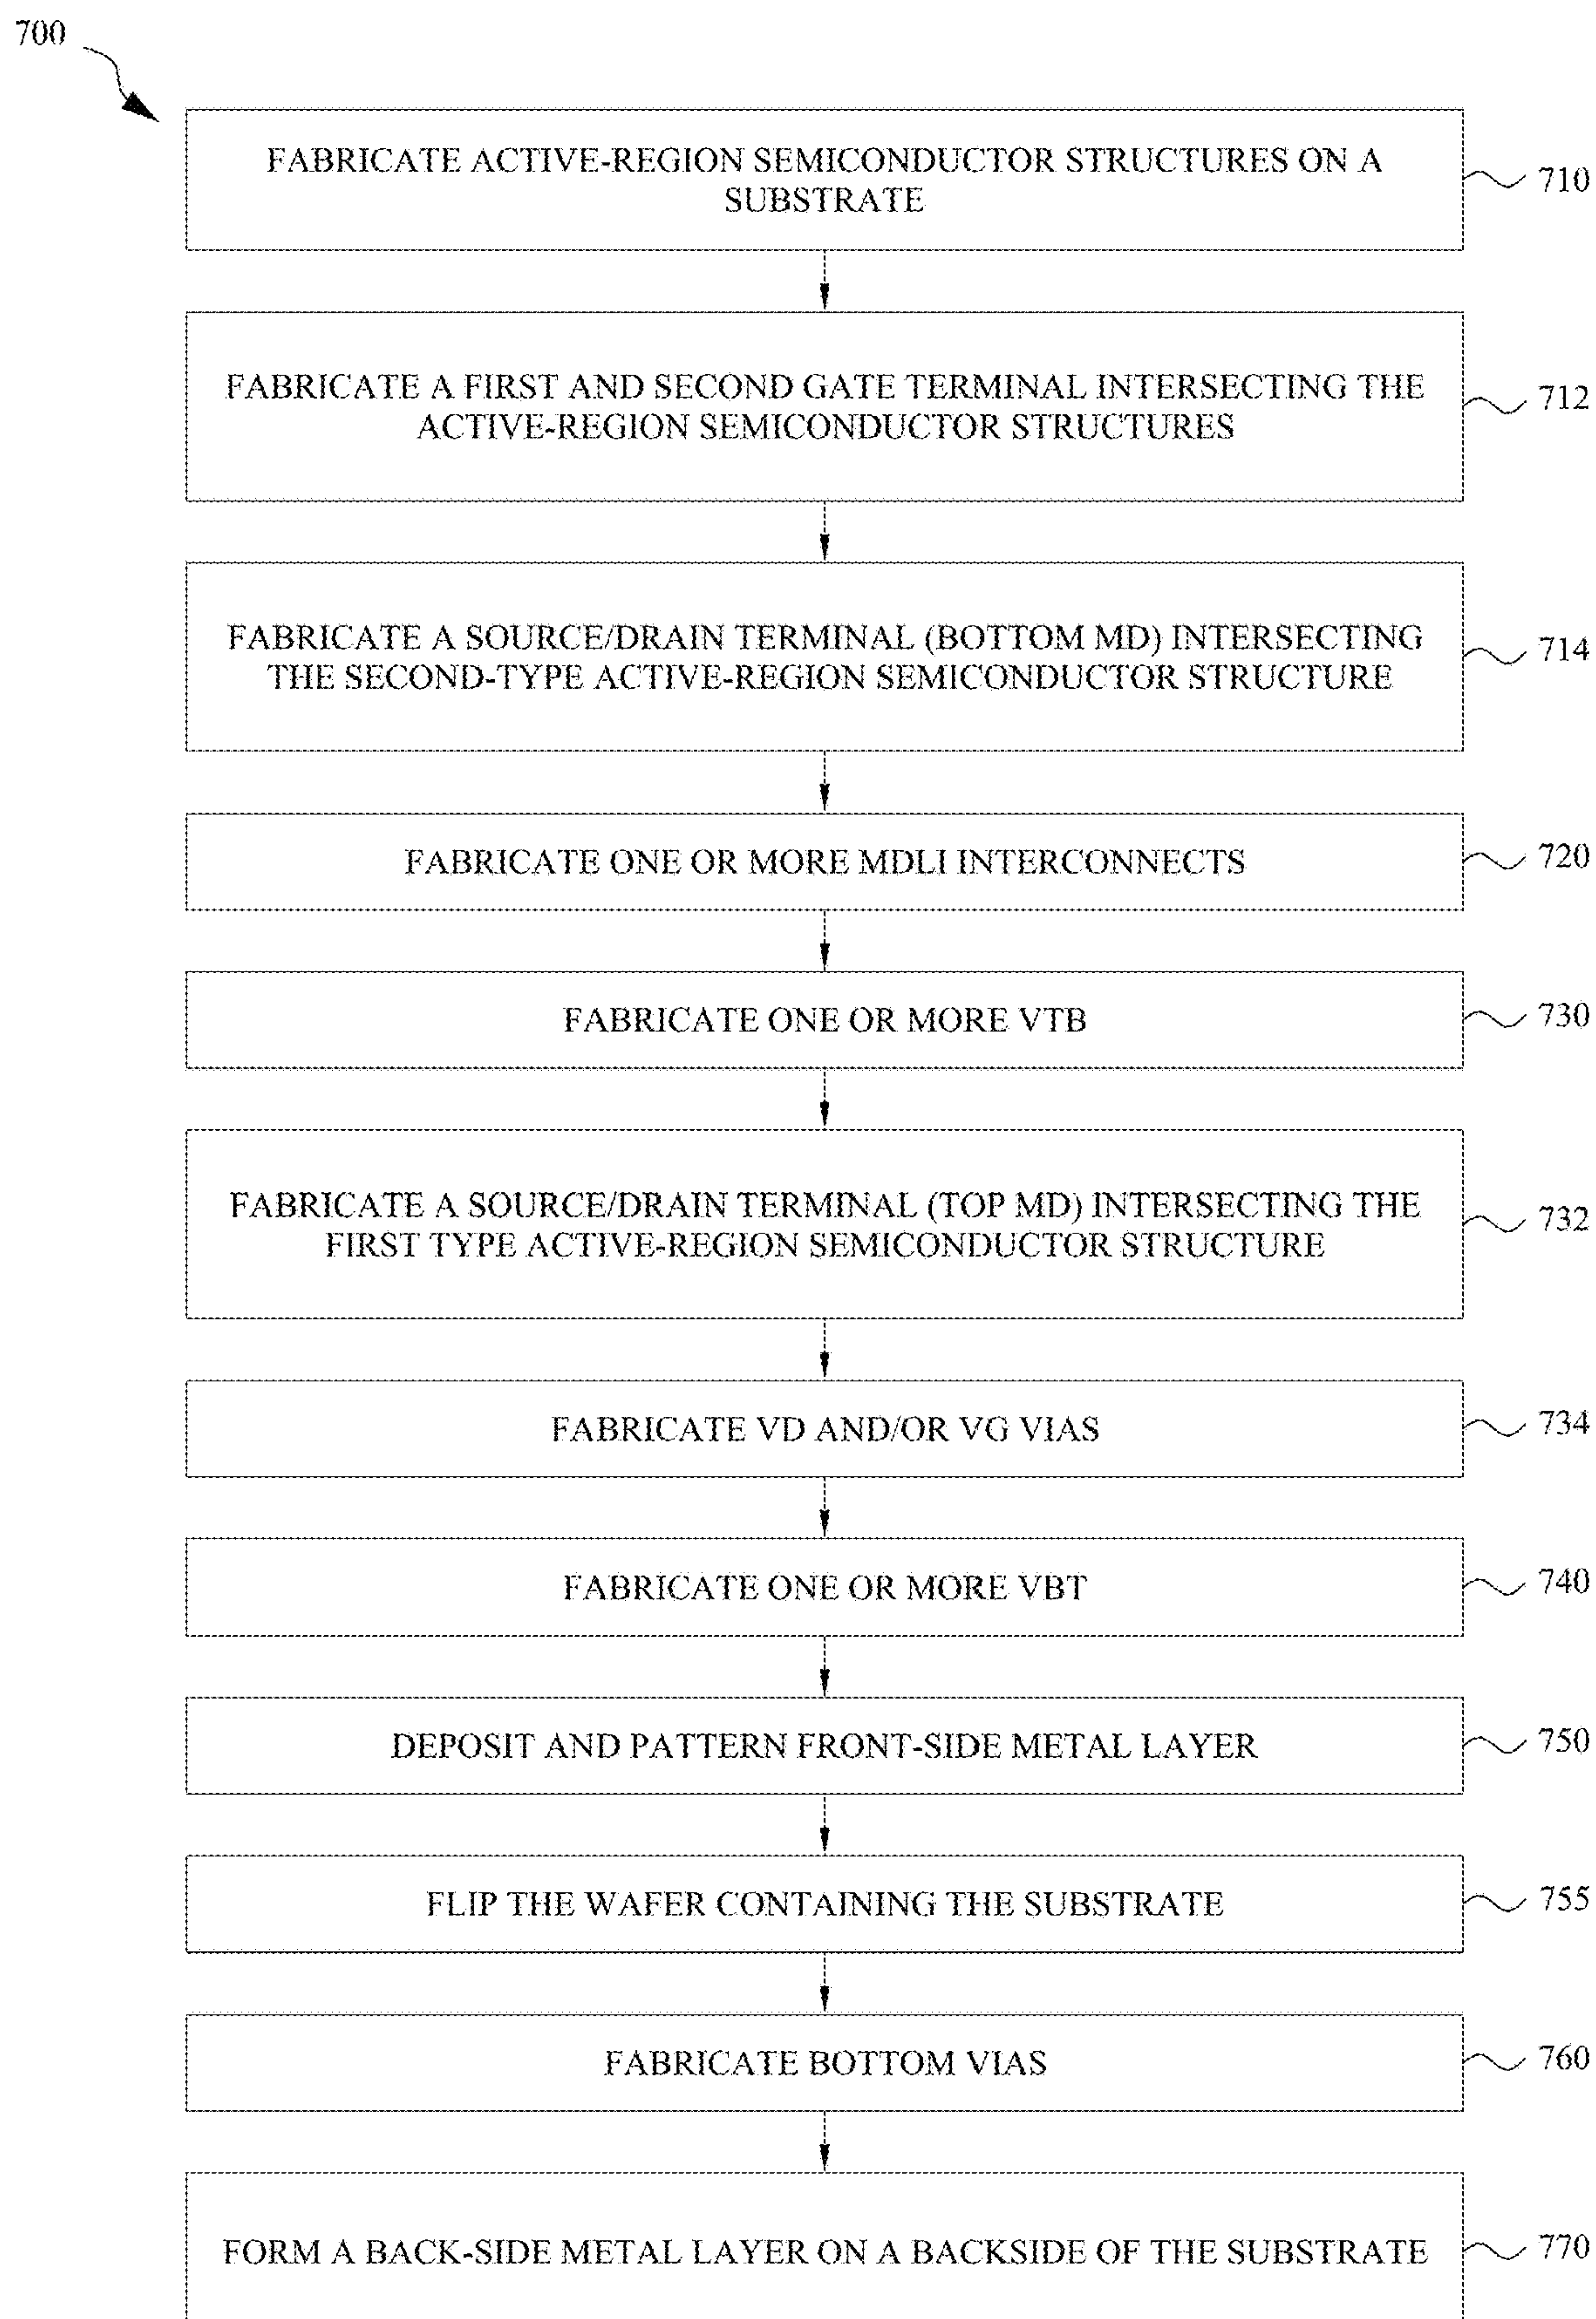 700
FABRICATE ACTIVE-REGION SEMICONDUCTOR STRUCTURES ON A
SUBSTRATE
710
FABRICATE A FIRST AND SECOND GATE TERMINAL INTERSECTING THE
ACTIVE-REGION SEMICONDUCTOR STRUCTURES
712
FABRICATE A SOURCE/DRAIN TERMINAL (BOTTOM MD) INTERSECTING
THE SECOND-TYPE ACTIVE-REGION SEMICONDUCTOR STRUCTURE
714
FABRICATE ONE OR MORE MDLI INTERCONNECTS
720
FABRICATE ONE OR MORE VTB
730
FABRICATE A SOURCE/DRAIN TERMINAL (TOP MD) INTERSECTING THE
FIRST TYPE ACTIVE-REGION SEMICONDUCTOR STRUCTURE
732
FABRICATE VD AND/OR VG VIAS
734
FABRICATE ONE OR MORE VBT
740
DEPOSIT AND PATTERN FRONT-SIDE METAL LAYER
750
FLIP THE WAFER CONTAINING THE SUBSTRATE
755
FABRICATE BOTTOM VIAS
760
FORM A BACK-SIDE METAL LAYER ON A BACKSIDE OF THE SUBSTRATE
770